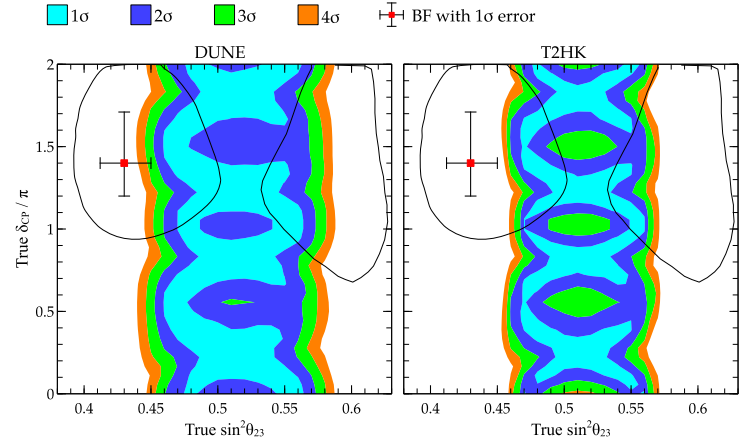 1σ 2σ 3σ 4σ BF with 1σ error
DUNE T2HK
2
1.5
1
0.5
0
True δCP / π
0.4 0.45 0.5 0.55 0.6 0.4 0.45 0.5 0.55 0.6
True sin²θ₂₃ True sin²θ₂₃